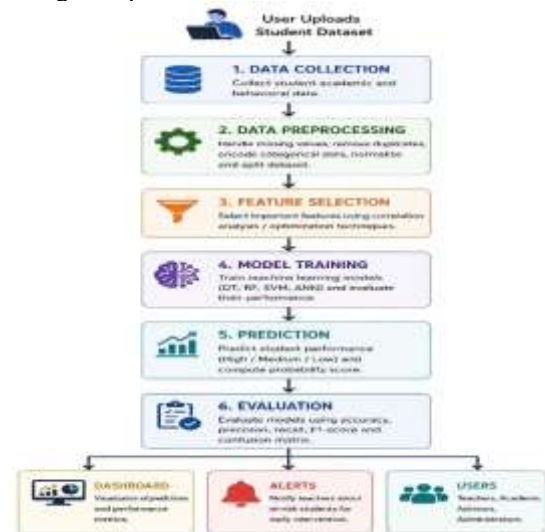 User Uploads
Student Dataset
1. DATA COLLECTION
Collect student academic and
behavioral data.
2. DATA PREPROCESSING
Handle missing values, remove duplicates,
encode categorical data, normalize
and split dataset.
3. FEATURE SELECTION
Select important features using correlation
analysis / optimization techniques.
4. MODEL TRAINING
Train machine learning models
(DT, RF, SVM, ANN) and evaluate
their performance.
5. PREDICTION
Predict student performance
(High / Medium / Low) and
compute probability score.
6. EVALUATION
Evaluate models using accuracy,
precision, recall, F1-score and
confusion matrix.
DASHBOARD
Visualize predictions
and performance
metrics.
ALERTS
Notify teachers about
at-risk students for
early intervention.
USERS
Teachers, Academic
Advisors,
Administrators